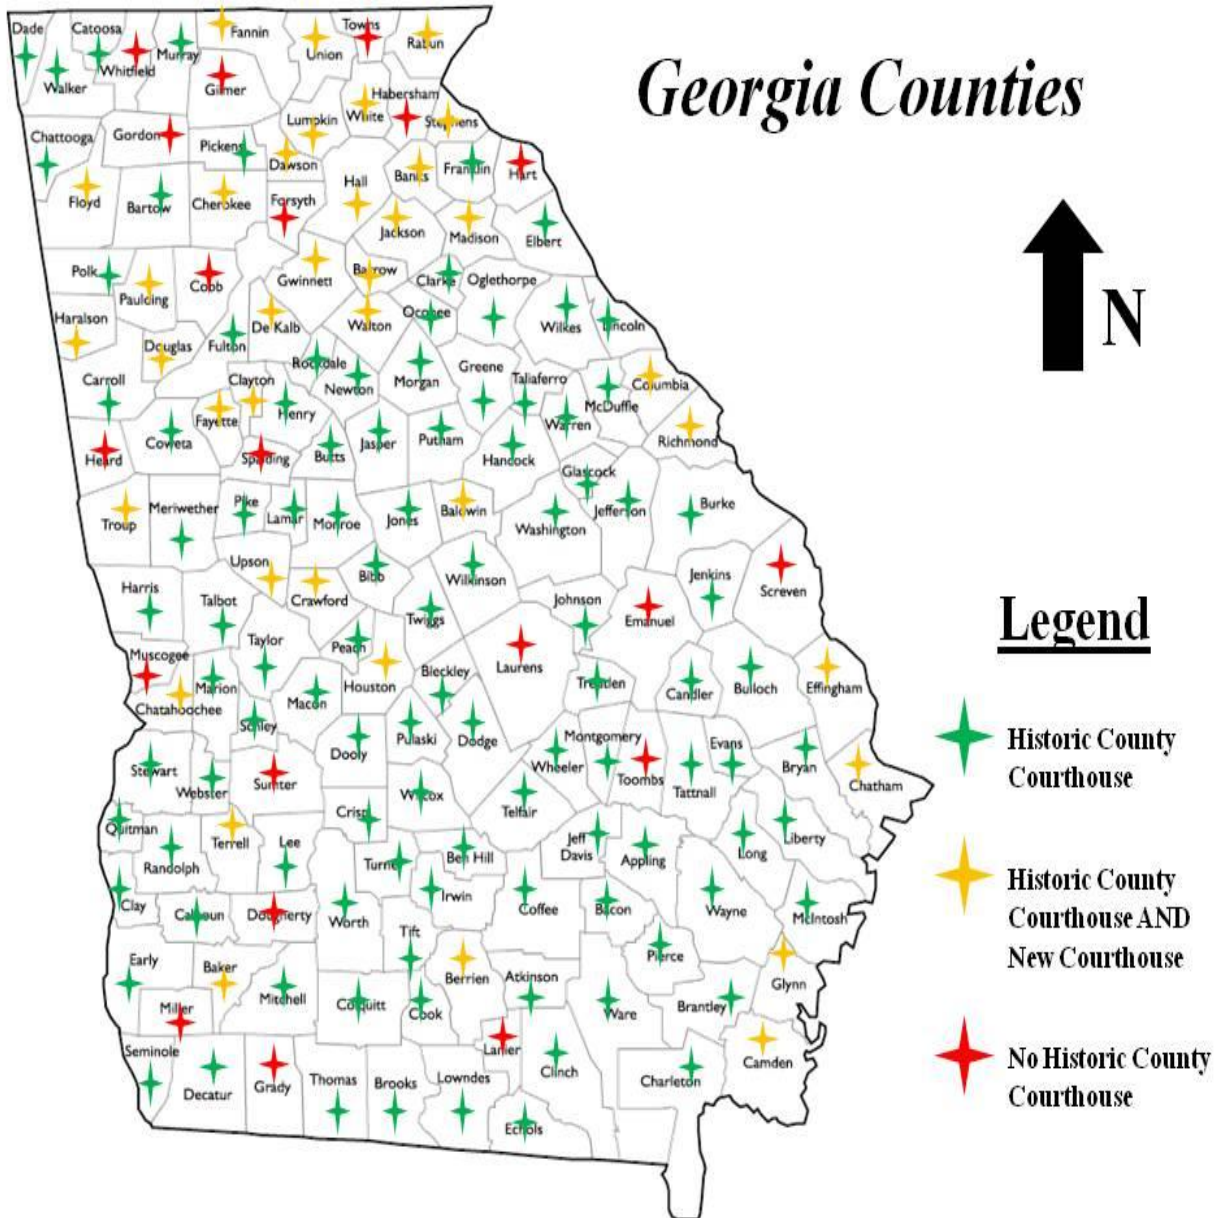 Georgia Counties
N
Dade
Catoosa
Fannin
Towns
Union
Rabun
Murray
Whitfield
Walker
Gilmer
Habersham
White
Lumpkin
Stephens
Chattooga
Gordon
Pickens
Dawson
Banks
Franklin
Hart
Hall
Floyd
Bartow
Cherokee
Forsyth
Jackson
Madison
Elbert
Polk
Paulding
Cobb
Gwinnett
Barrow
Clarke
Oglethorpe
Haralson
Douglas
Fulton
De Kalb
Walton
Oconee
Wilkes
Lincoln
Carroll
Clayton
Rockdale
Newton
Morgan
Greene
Taliaferro
McDuffie
Columbia
Fayette
Henry
Warren
Richmond
Heard
Coweta
Spalding
Butts
Jasper
Putnam
Hancock
Glascock
Troup
Meriwether
Pike
Lamar
Monroe
Jones
Baldwin
Washington
Jefferson
Burke
Upson
Crawford
Bibb
Wilkinson
Jenkins
Screven
Harris
Talbot
Taylor
Twiggs
Johnson
Emanuel
Muscogee
Peach
Houston
Bleckley
Laurens
Chatahoochee
Marion
Macon
Treutlen
Candler
Bulloch
Effingham
Schley
Dooly
Pulaski
Dodge
Montgomery
Wheeler
Toombs
Evans
Tattnall
Bryan
Chatham
Stewart
Webster
Sumter
Crisp
Wilcox
Telfair
Quitman
Randolph
Terrell
Lee
Turner
Ben Hill
Jeff
Davis
Appling
Long
Liberty
Clay
Calhoun
Dougherty
Worth
Irwin
Coffee
Bacon
Wayne
McIntosh
Tift
Early
Baker
Mitchell
Berrien
Atkinson
Pierce
Glynn
Miller
Colquitt
Cook
Ware
Brantley
Seminole
Decatur
Grady
Thomas
Brooks
Lowndes
Lanier
Clinch
Charleton
Camden
Echols
Legend
Historic County
Courthouse
Historic County
Courthouse AND
New Courthouse
No Historic County
Courthouse